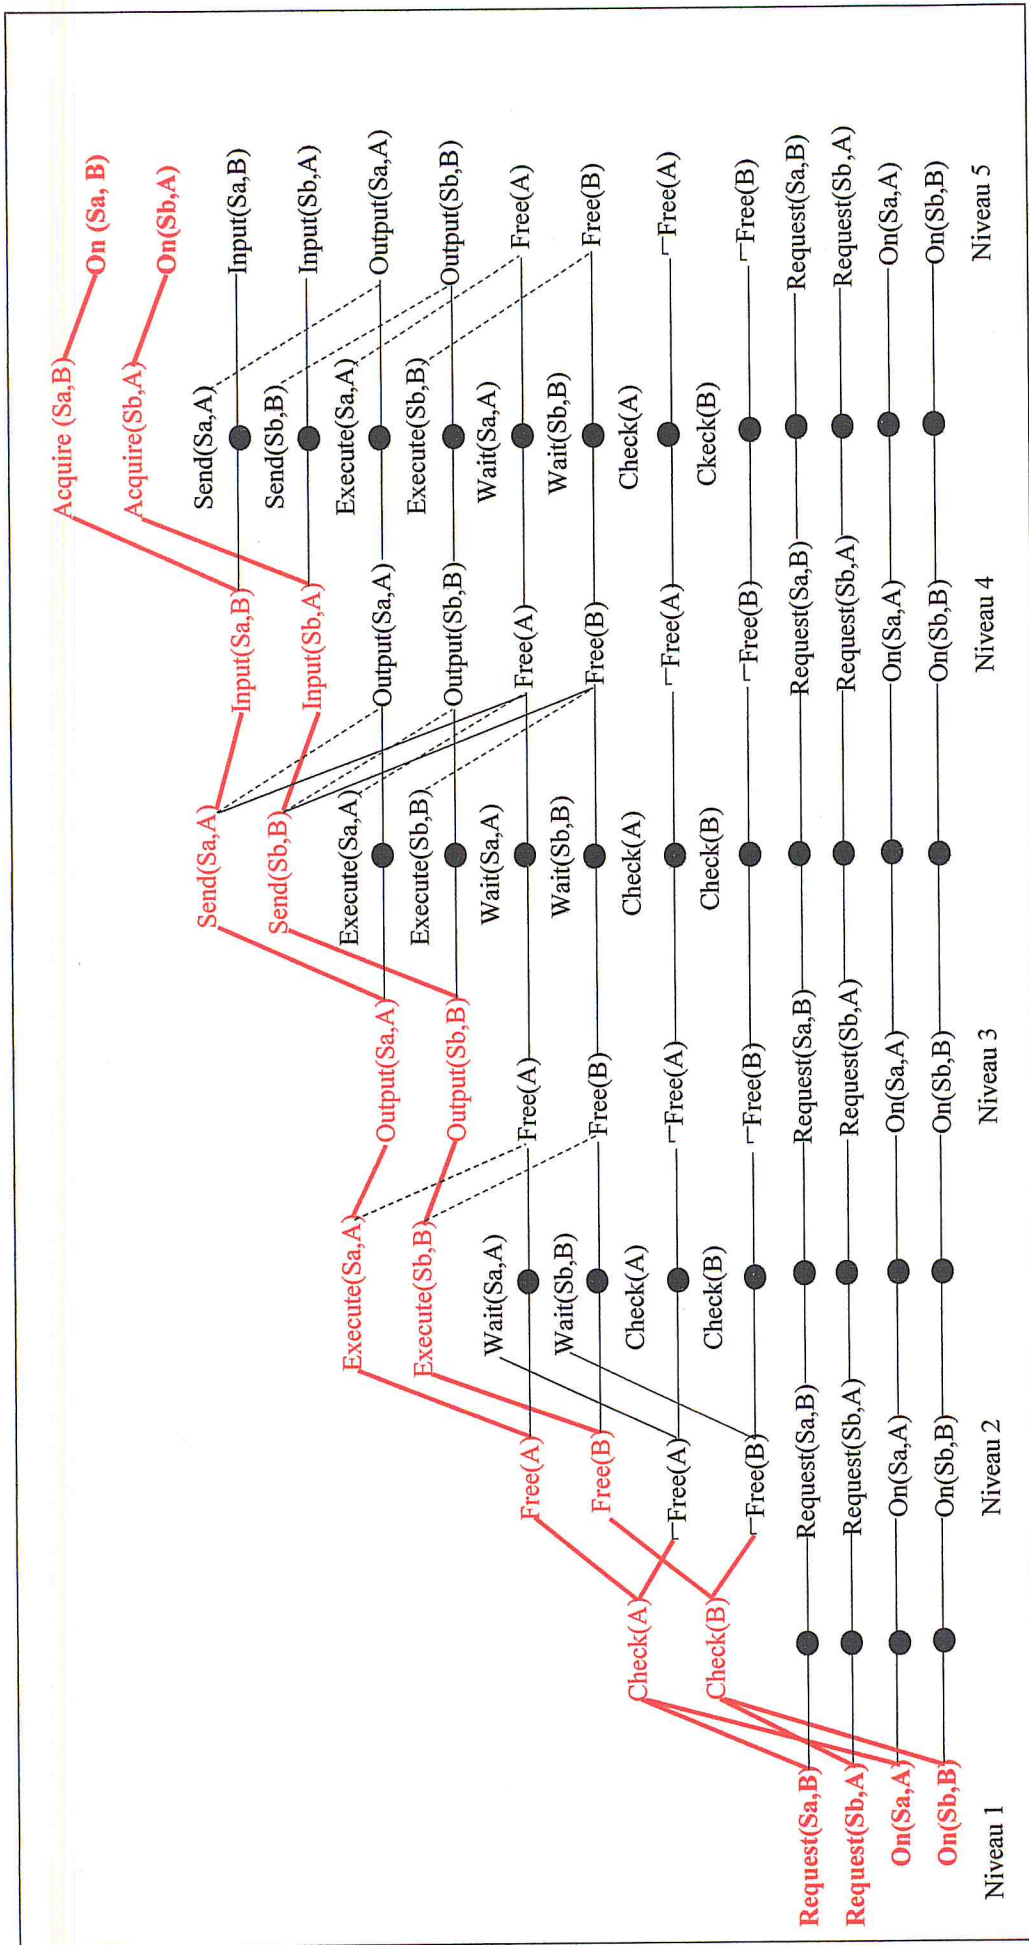 Acquire (Sa,B)
On (Sa, B)
Acquire(Sb,A)
On(Sb,A)
Send(Sa,A) Send(Sa,A)
Input(Sa,B) Input(Sa,B)
Send(Sb,B) Send(Sb,B)
Input(Sb,A) Input(Sb,A)
Execute(Sa,A) Execute(Sa,A) Execute(Sa,A)
Output(Sa,A) Output(Sa,A) Output(Sa,A)
Execute(Sb,B) Execute(Sb,B) Execute(Sb,B)
Output(Sb,B) Output(Sb,B) Output(Sb,B)
Wait(Sa,A) Wait(Sa,A) Wait(Sa,A)
Free(A) Free(A) Free(A) Free(A)
Wait(Sb,B) Wait(Sb,B) Wait(Sb,B)
Free(B) Free(B) Free(B) Free(B)
Check(A) Check(A) Check(A) Check(A)
⌐Free(A) ⌐Free(A) ⌐Free(A) ⌐Free(A)
Check(B) Check(B) Check(B) Ckeck(B)
⌐Free(B) ⌐Free(B) ⌐Free(B) ⌐Free(B)
Request(Sa,B) Request(Sa,B) Request(Sa,B) Request(Sa,B) Request(Sa,B)
Request(Sb,A) Request(Sb,A) Request(Sb,A) Request(Sb,A) Request(Sb,A)
On(Sa,A) On(Sa,A) On(Sa,A) On(Sa,A) On(Sa,A)
On(Sb,B) On(Sb,B) On(Sb,B) On(Sb,B) On(Sb,B)
Niveau 1 Niveau 2 Niveau 3 Niveau 4 Niveau 5